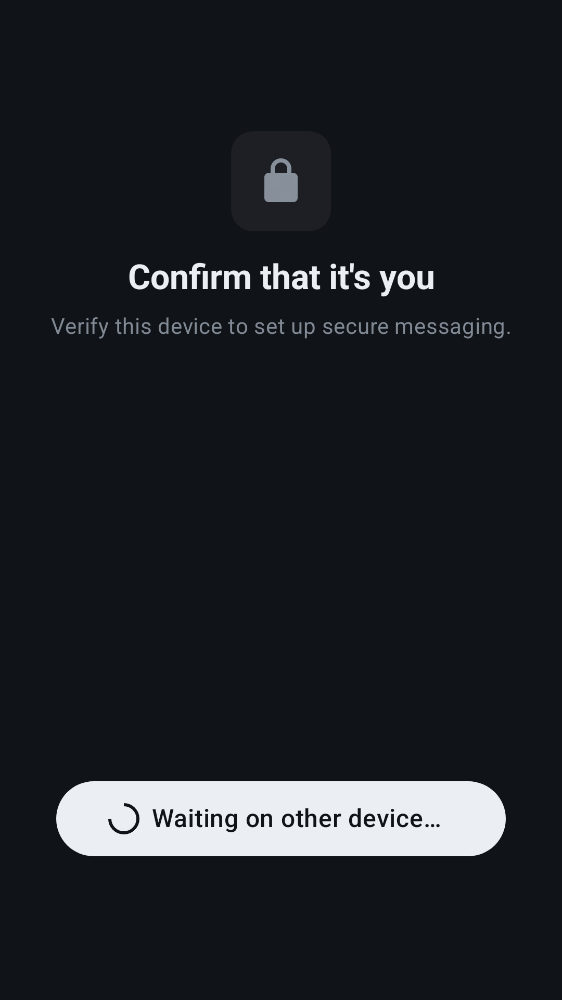 Confirm that it's you
Verify this device to set up secure messaging.
Waiting on other device…